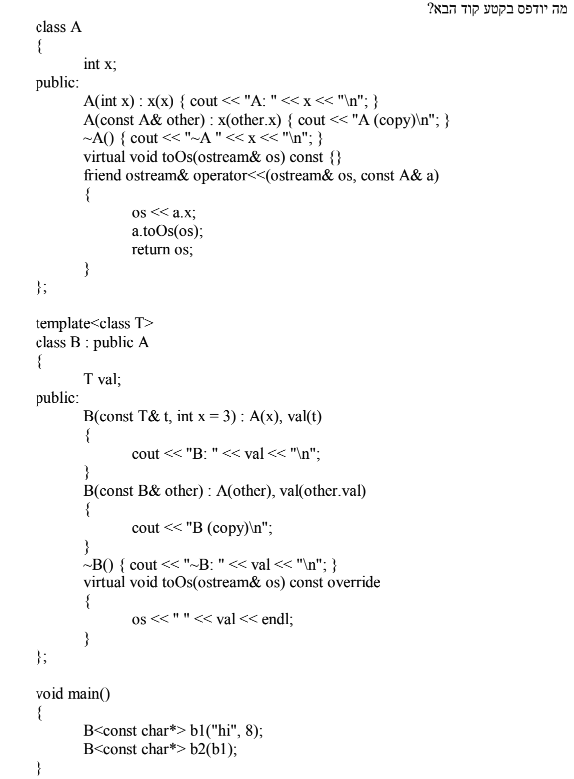 מה יודפס בקטע קוד הבא?
class A
{
int x;
public:
A(int x) : x(x) { cout << "A: " << x << "\n"; }
A(const A& other) : x(other.x) { cout << "A (copy)\n"; }
~A() { cout << "~A " << x << "\n"; }
virtual void toOs(ostream& os) const {}
friend ostream& operator<<(ostream& os, const A& a)
{
os << a.x;
a.toOs(os);
return os;
}
};
template<class T>
class B : public A
{
T val;
public:
B(const T& t, int x = 3) : A(x), val(t)
{
cout << "B: " << val << "\n";
}
B(const B& other) : A(other), val(other.val)
{
cout << "B (copy)\n";
}
~B() { cout << "~B: " << val << "\n"; }
virtual void toOs(ostream& os) const override
{
os << " " << val << endl;
}
};
void main()
{
B<const char*> b1("hi", 8);
B<const char*> b2(b1);
}